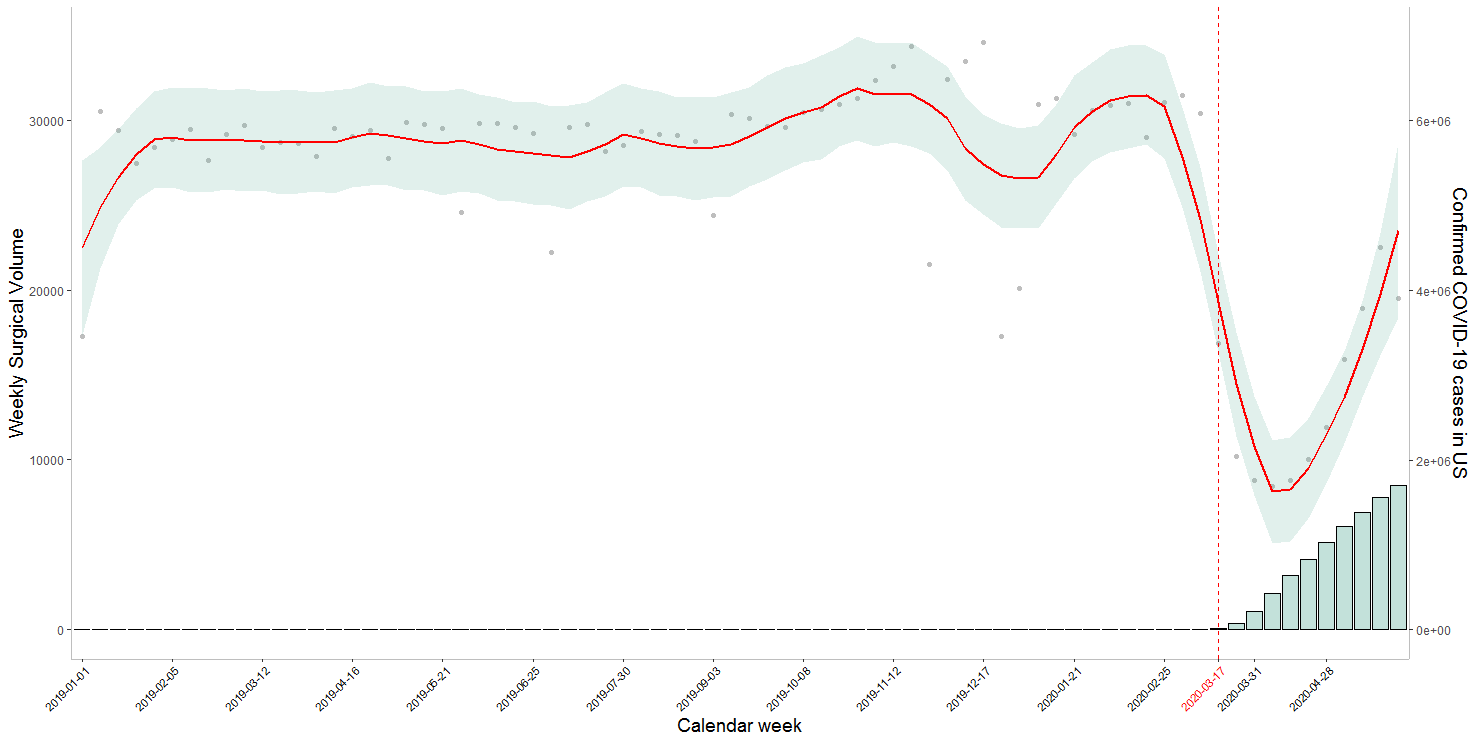 Weekly Surgical Volume
30000
20000
10000
0
6e+06
4e+06
2e+06
0e+00
Confirmed COVID-19 cases in US
2019-01-01
2019-02-05
2019-03-12
2019-04-16
2019-05-21
2019-06-25
2019-07-30
2019-09-03
2019-10-08
2019-11-12
2019-12-17
2020-01-21
2020-02-25
2020-03-17
2020-03-31
2020-04-28
Calendar week